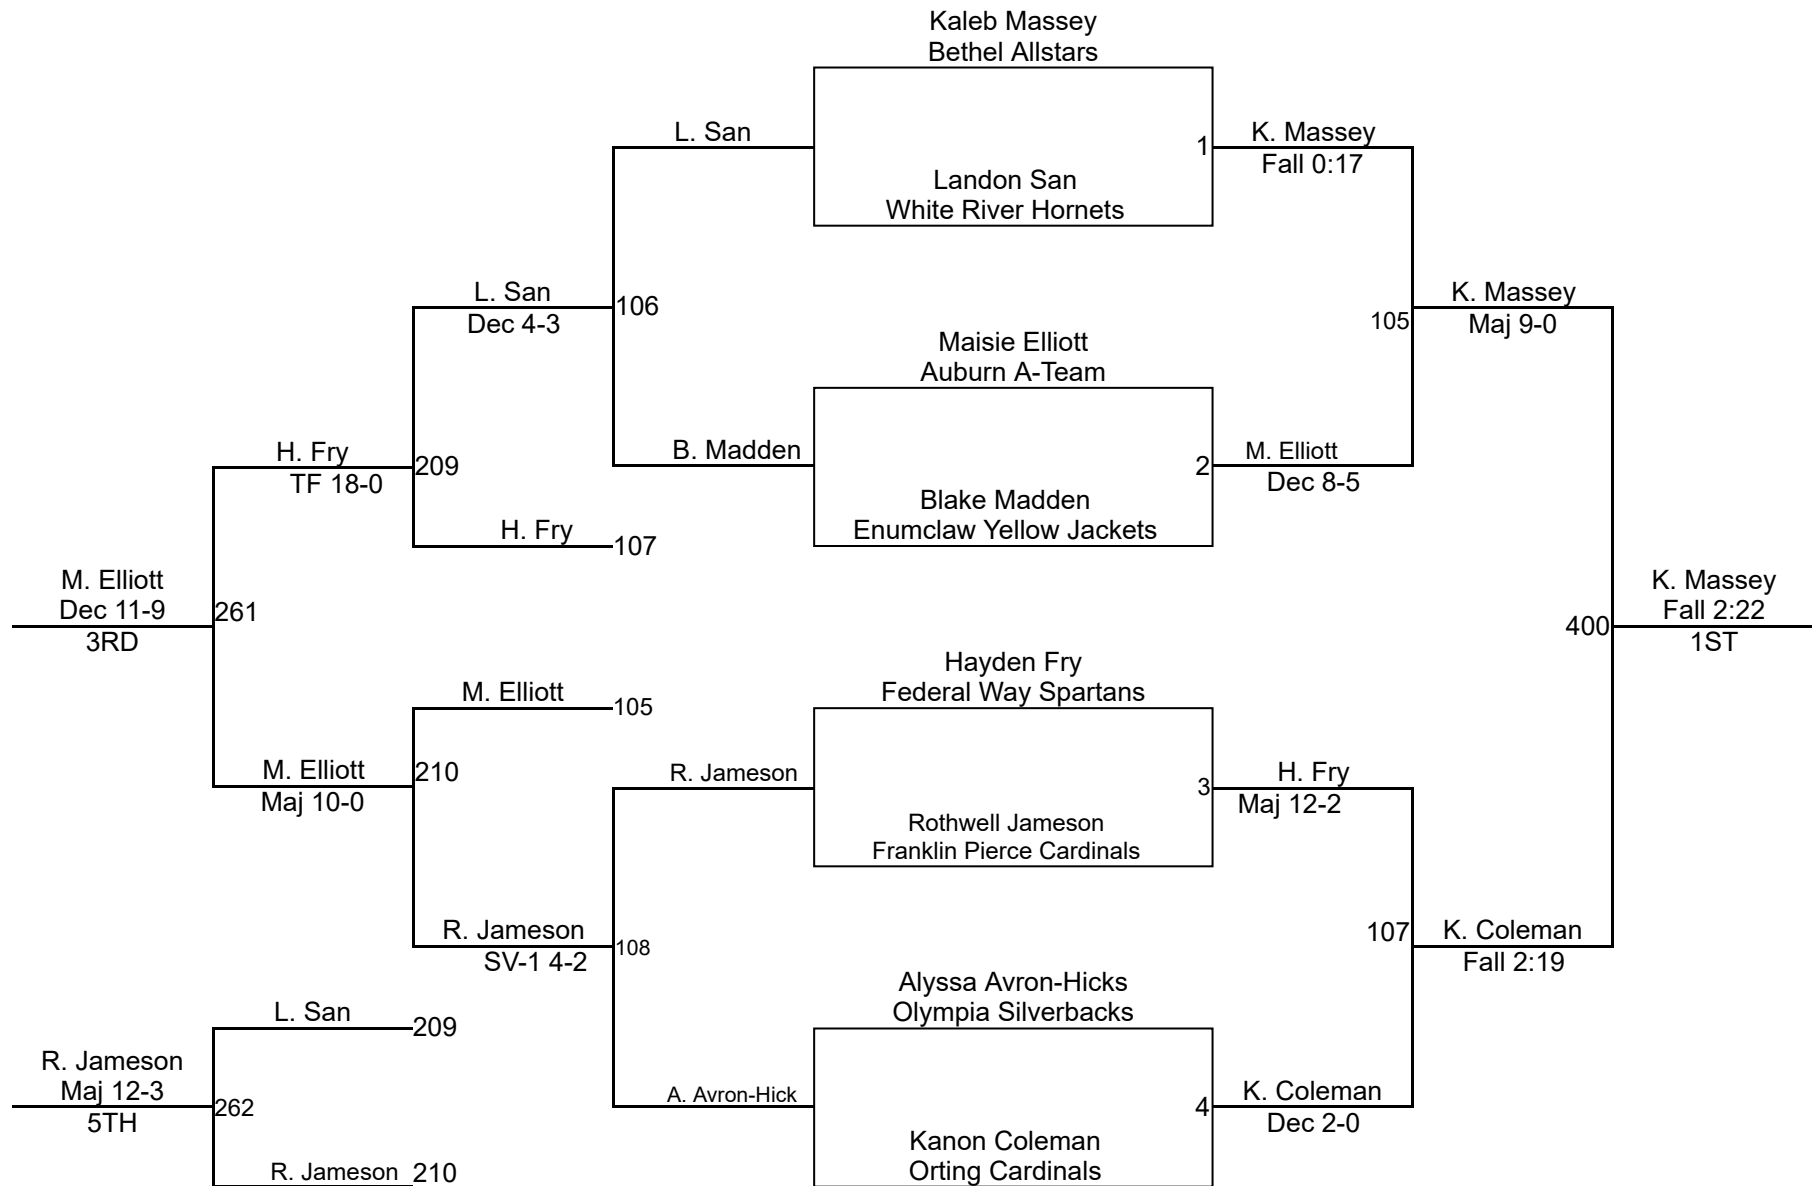 Kaleb Massey
Bethel Allstars
L. San
1
K. Massey
Fall 0:17
Landon San
White River Hornets
L. San
Dec 4-3
106
105
K. Massey
Maj 9-0
Maisie Elliott
Auburn A-Team
H. Fry
TF 18-0
209
B. Madden
2
M. Elliott
Dec 8-5
Blake Madden
Enumclaw Yellow Jackets
H. Fry
107
M. Elliott
Dec 11-9
3RD
261
400
K. Massey
Fall 2:22
1ST
Hayden Fry
Federal Way Spartans
M. Elliott
105
M. Elliott
Maj 10-0
210
R. Jameson
3
H. Fry
Maj 12-2
Rothwell Jameson
Franklin Pierce Cardinals
R. Jameson
SV-1 4-2
108
107
K. Coleman
Fall 2:19
Alyssa Avron-Hicks
Olympia Silverbacks
L. San
209
R. Jameson
Maj 12-3
5TH
262
A. Avron-Hick
4
K. Coleman
Dec 2-0
Kanon Coleman
Orting Cardinals
R. Jameson
210